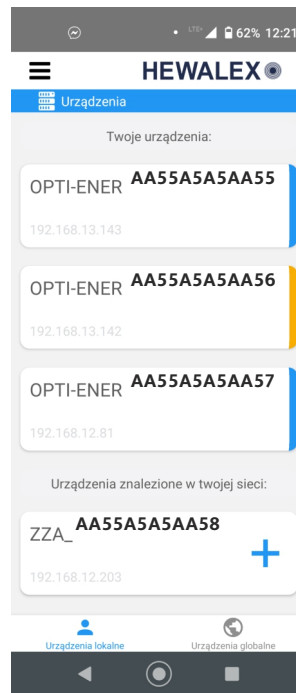 LTE+ 62% 12:21
HEWALEX
Urządzenia
Twoje urządzenia:
OPTI-ENER AA55A5A5AA55
192.168.13.143
OPTI-ENER AA55A5A5AA56
192.168.13.142
OPTI-ENER AA55A5A5AA57
192.168.12.81
Urządzenia znalezione w twojej sieci:
ZZA_ AA55A5A5AA58
192.168.12.203
Urządzenia lokalne Urządzenia globalne